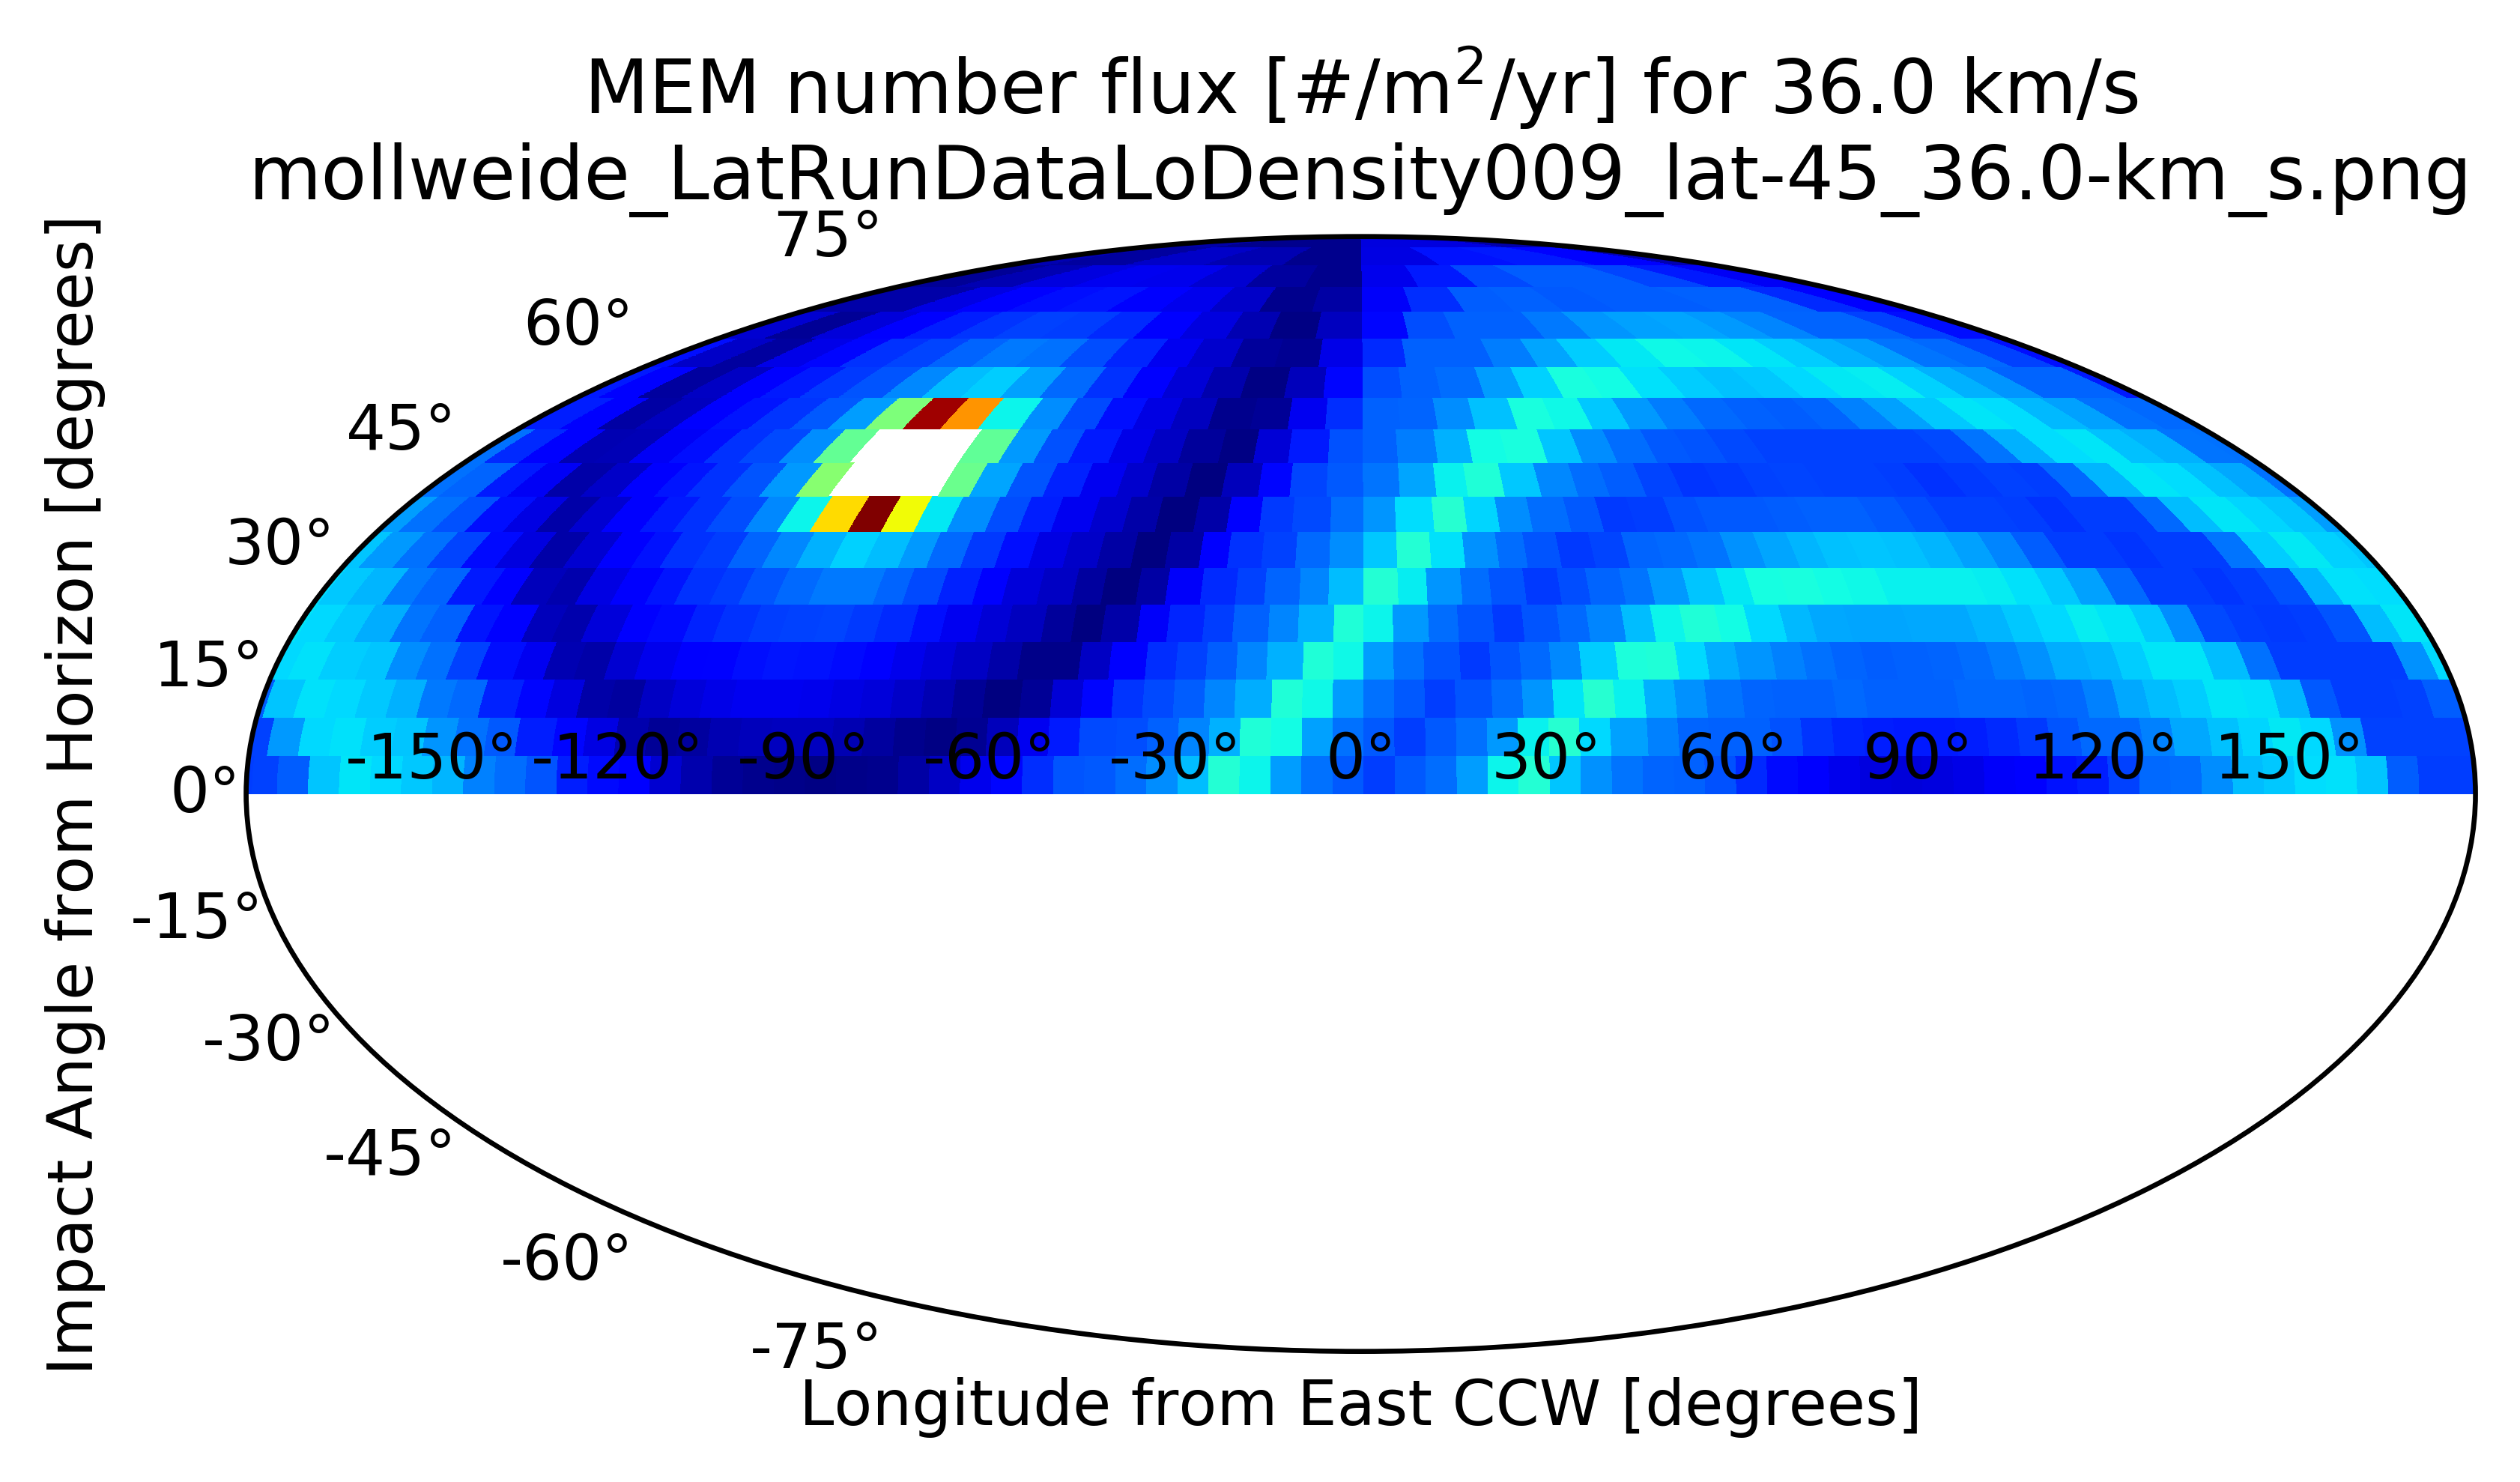 MEM number flux [#/m²/yr] for 36.0 km/s
mollweide_LatRunDataLoDensity009_lat-45_36.0-km_s.png
75°
60°
45°
30°
15°
0°
-15°
-30°
-45°
-60°
-75°
-150° -120° -90° -60° -30° 0° 30° 60° 90° 120° 150°
Impact Angle from Horizon [degrees]
Longitude from East CCW [degrees]